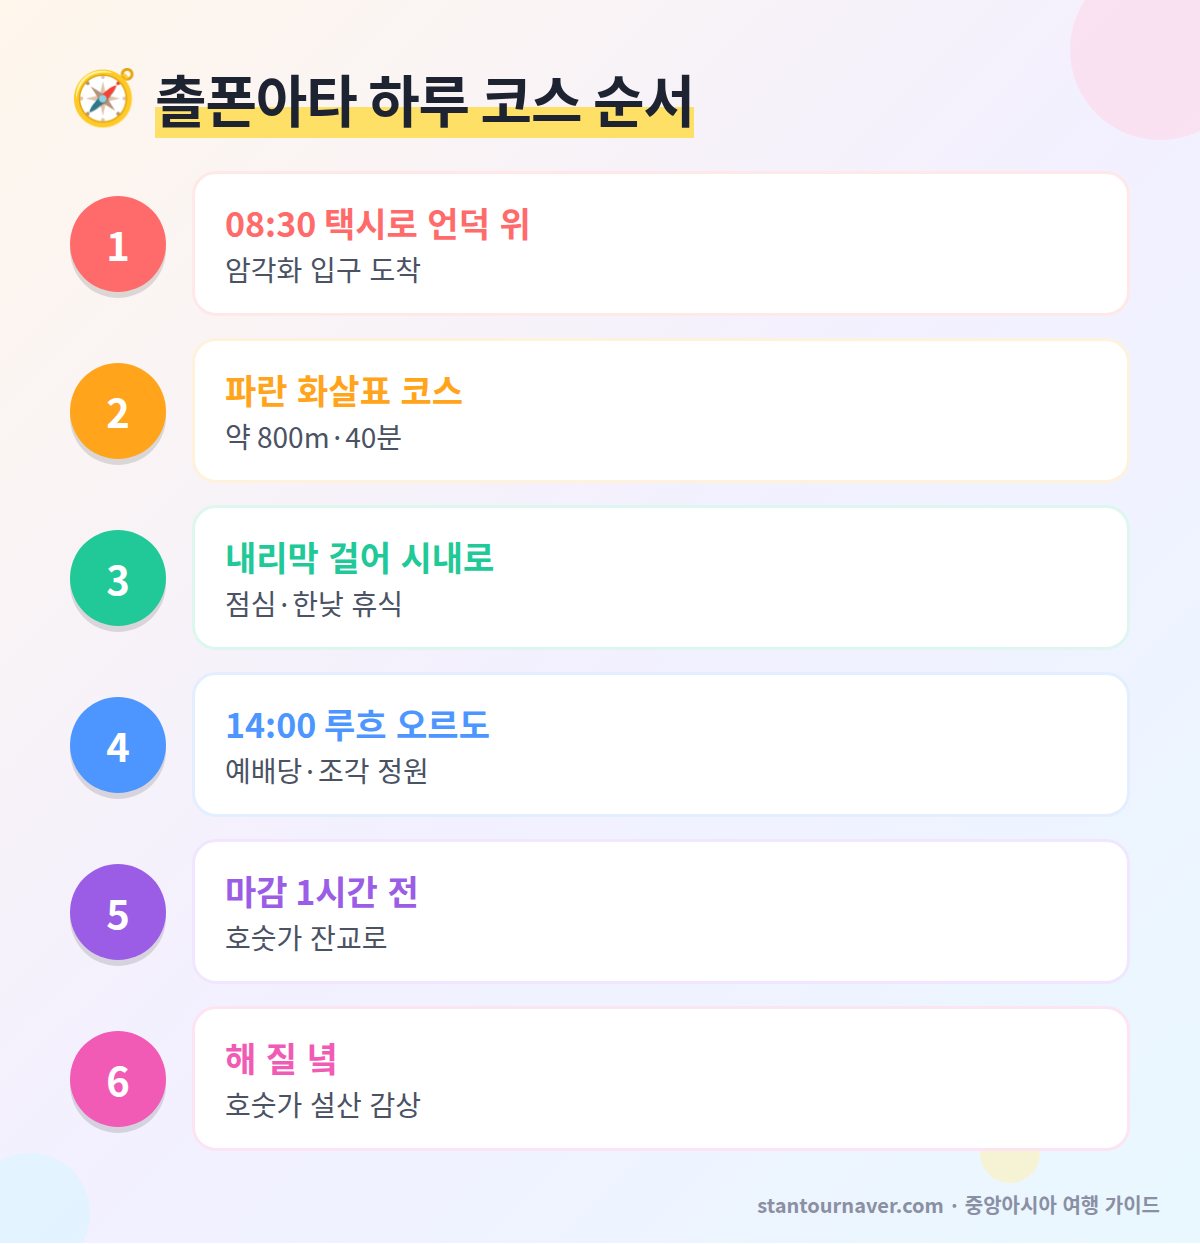 촐폰아타 하루 코스 순서
1
08:30 택시로 언덕 위
암각화 입구 도착
2
파란 화살표 코스
약 800m·40분
3
내리막 걸어 시내로
점심·한낮 휴식
4
14:00 루흐 오르도
예배당·조각 정원
5
마감 1시간 전
호숫가 잔교로
6
해 질 녘
호숫가 설산 감상
stantournaver.com · 중앙아시아 여행 가이드